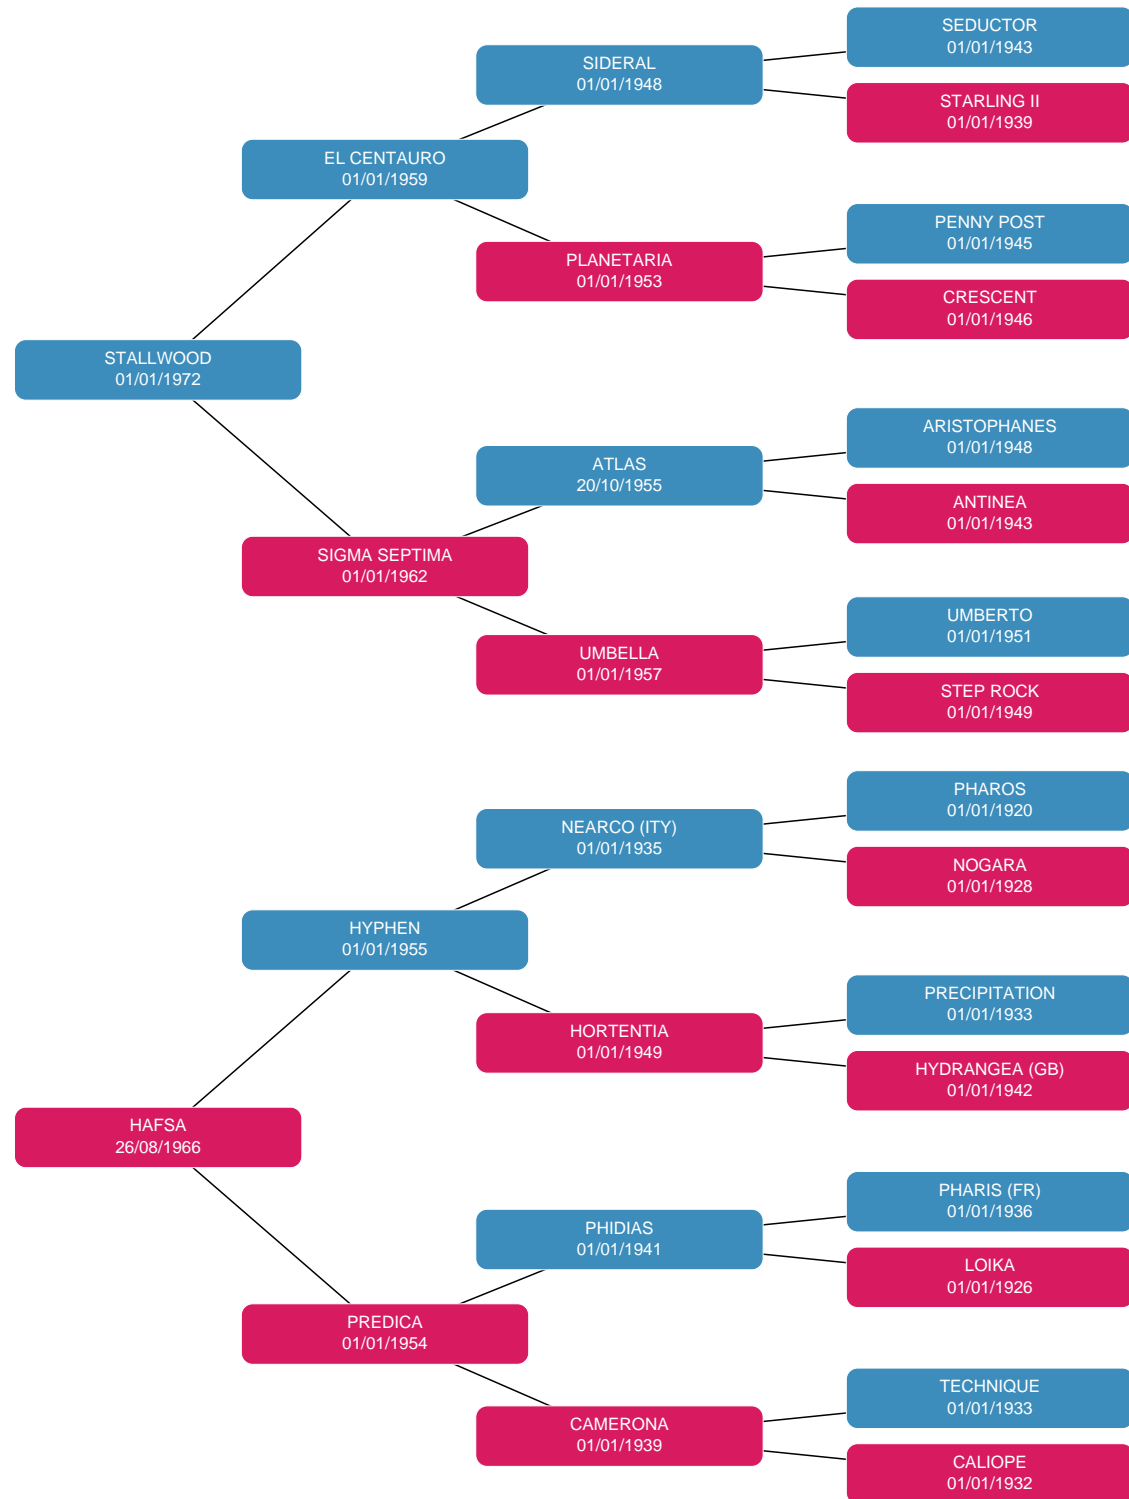 SEDUCTOR
01/01/1943
SIDERAL
01/01/1948
STARLING II
01/01/1939
EL CENTAURO
01/01/1959
PENNY POST
01/01/1945
PLANETARIA
01/01/1953
CRESCENT
01/01/1946
STALLWOOD
01/01/1972
ARISTOPHANES
01/01/1948
ATLAS
20/10/1955
ANTINEA
01/01/1943
SIGMA SEPTIMA
01/01/1962
UMBERTO
01/01/1951
UMBELLA
01/01/1957
STEP ROCK
01/01/1949
PHAROS
01/01/1920
NEARCO (ITY)
01/01/1935
NOGARA
01/01/1928
HYPHEN
01/01/1955
PRECIPITATION
01/01/1933
HORTENTIA
01/01/1949
HYDRANGEA (GB)
01/01/1942
HAFSA
26/08/1966
PHARIS (FR)
01/01/1936
PHIDIAS
01/01/1941
LOIKA
01/01/1926
PREDICA
01/01/1954
TECHNIQUE
01/01/1933
CAMERONA
01/01/1939
CALIOPE
01/01/1932